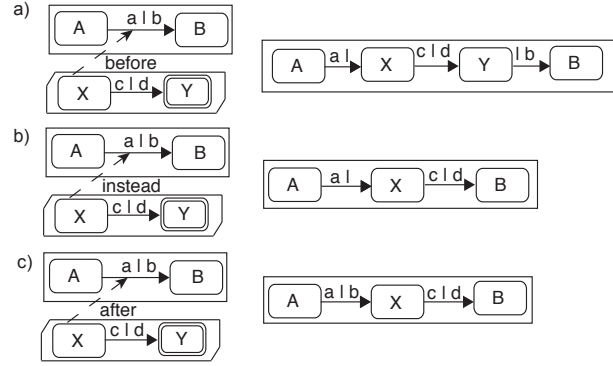 a)
A a l b B
before
X c l d Y
A a l X c l d Y l b B
b)
A a l b B
instead
X c l d Y
A a l X c l d B
c)
A a l b B
after
X c l d Y
A a l b X c l d B